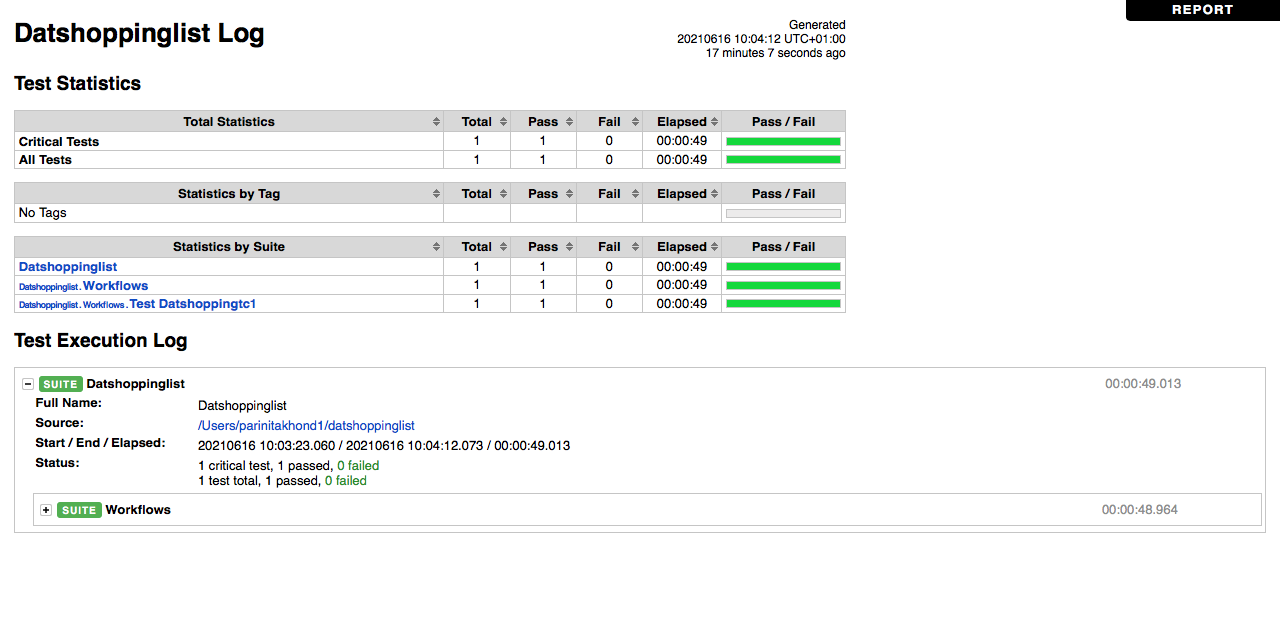 REPORT
Datshoppinglist Log
Generated
20210616 10:04:12 UTC+01:00
17 minutes 7 seconds ago
Test Statistics
Total Statistics Total Pass Fail Elapsed Pass / Fail
Critical Tests 1 1 0 00:00:49
All Tests 1 1 0 00:00:49
Statistics by Tag Total Pass Fail Elapsed Pass / Fail
No Tags
Statistics by Suite Total Pass Fail Elapsed Pass / Fail
Datshoppinglist 1 1 0 00:00:49
Datshoppinglist . Workflows 1 1 0 00:00:49
Datshoppinglist . Workflows . Test Datshoppingtc1 1 1 0 00:00:49
Test Execution Log
SUITE Datshoppinglist 00:00:49.013
Full Name: Datshoppinglist
Source: /Users/parinitakhond1/datshoppinglist
Start / End / Elapsed: 20210616 10:03:23.060 / 20210616 10:04:12.073 / 00:00:49.013
Status: 1 critical test, 1 passed, 0 failed
1 test total, 1 passed, 0 failed
SUITE Workflows 00:00:48.964